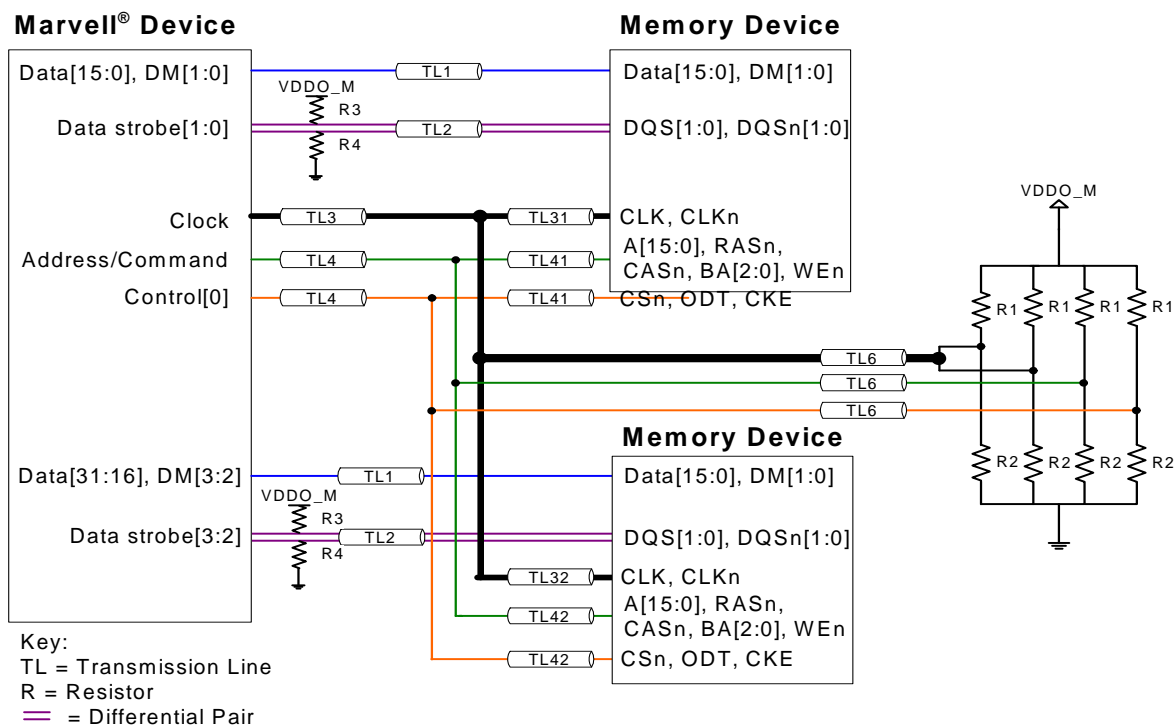 Marvell® Device
Memory Device
Data[15:0], DM[1:0]
TL1
Data[15:0], DM[1:0]
VDDO_M
R3
Data strobe[1:0]
TL2
DQS[1:0], DQSn[1:0]
R4
Clock
TL3
TL31
CLK, CLKn
Address/Command
TL4
TL41
A[15:0], RASn,
CASn, BA[2:0], WEn
Control[0]
TL4
TL41
CSn, ODT, CKE
VDDO_M
R1
R1
R1
R1
TL6
TL6
TL6
R2
R2
R2
R2
Memory Device
Data[31:16], DM[3:2]
TL1
Data[15:0], DM[1:0]
VDDO_M
R3
Data strobe[3:2]
TL2
DQS[1:0], DQSn[1:0]
R4
TL32
CLK, CLKn
TL42
A[15:0], RASn,
CASn, BA[2:0], WEn
TL42
CSn, ODT, CKE
Key:
TL = Transmission Line
R = Resistor
= Differential Pair